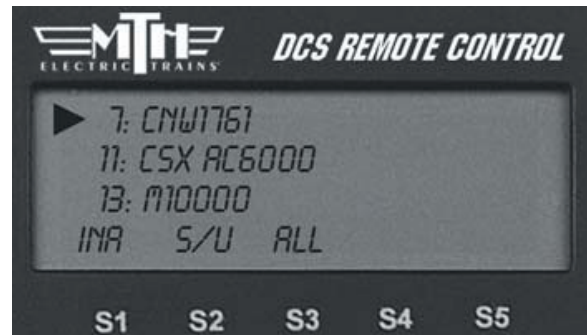 MTH DCS REMOTE CONTROL
ELECTRIC TRAINS
7: CNW1761
11: CSX AC6000
13: M10000
INA S/U ALL
S1 S2 S3 S4 S5